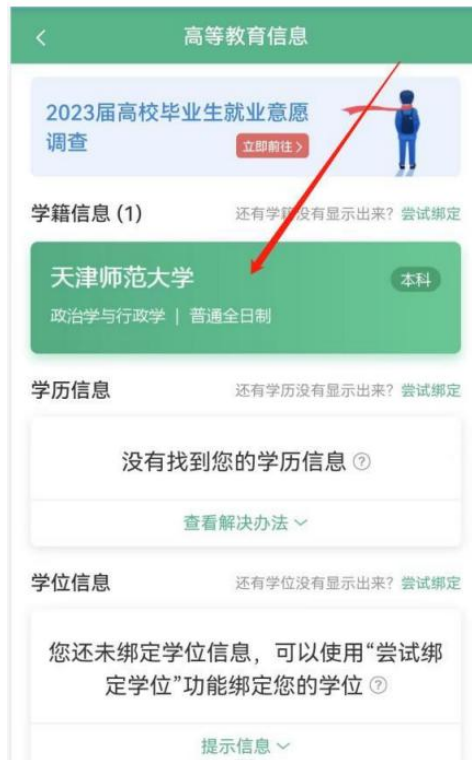 高等教育信息
2023届高校毕业生就业意愿
调查
立即前往>
学籍信息 (1)
还有学籍没有显示出来? 尝试绑定
天津师范大学
本科
政治学与行政学 | 普通全日制
学历信息
还有学历没有显示出来? 尝试绑定
没有找到您的学历信息
查看解决办法
学位信息
还有学位没有显示出来? 尝试绑定
您还未绑定学位信息，可以使用“尝试绑
定学位”功能绑定您的学位
提示信息